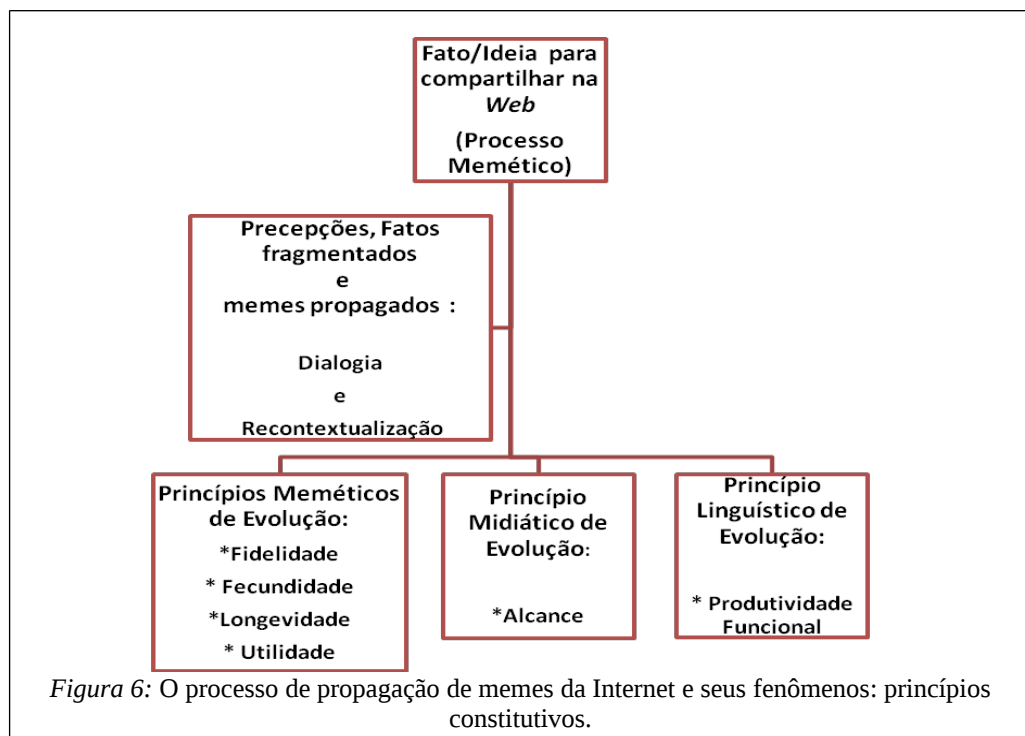 Fato/Ideia para
compartilhar na
Web
(Processo
Memético)
Precepções, Fatos
fragmentados
e
memes propagados :
Dialogia
e
Recontextualização
Princípios Meméticos
de Evolução:
*Fidelidade
* Fecundidade
*Longevidade
* Utilidade
Princípio
Midiático de
Evolução:
*Alcance
Princípio
Linguístico de
Evolução:
* Produtividade
Funcional
Figura 6: O processo de propagação de memes da Internet e seus fenômenos: princípios
constitutivos.